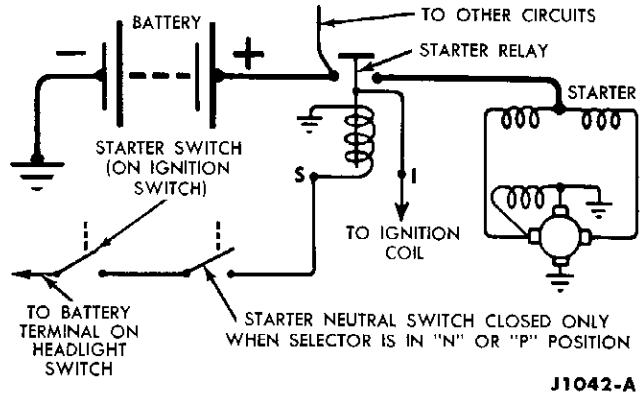 TO OTHER CIRCUITS
BATTERY
STARTER RELAY
−
+
STARTER
STARTER SWITCH
(ON IGNITION
SWITCH)
S
I
TO IGNITION
COIL
TO BATTERY
TERMINAL ON
HEADLIGHT
SWITCH
STARTER NEUTRAL SWITCH CLOSED ONLY
WHEN SELECTOR IS IN "N" OR "P" POSITION
J1042-A